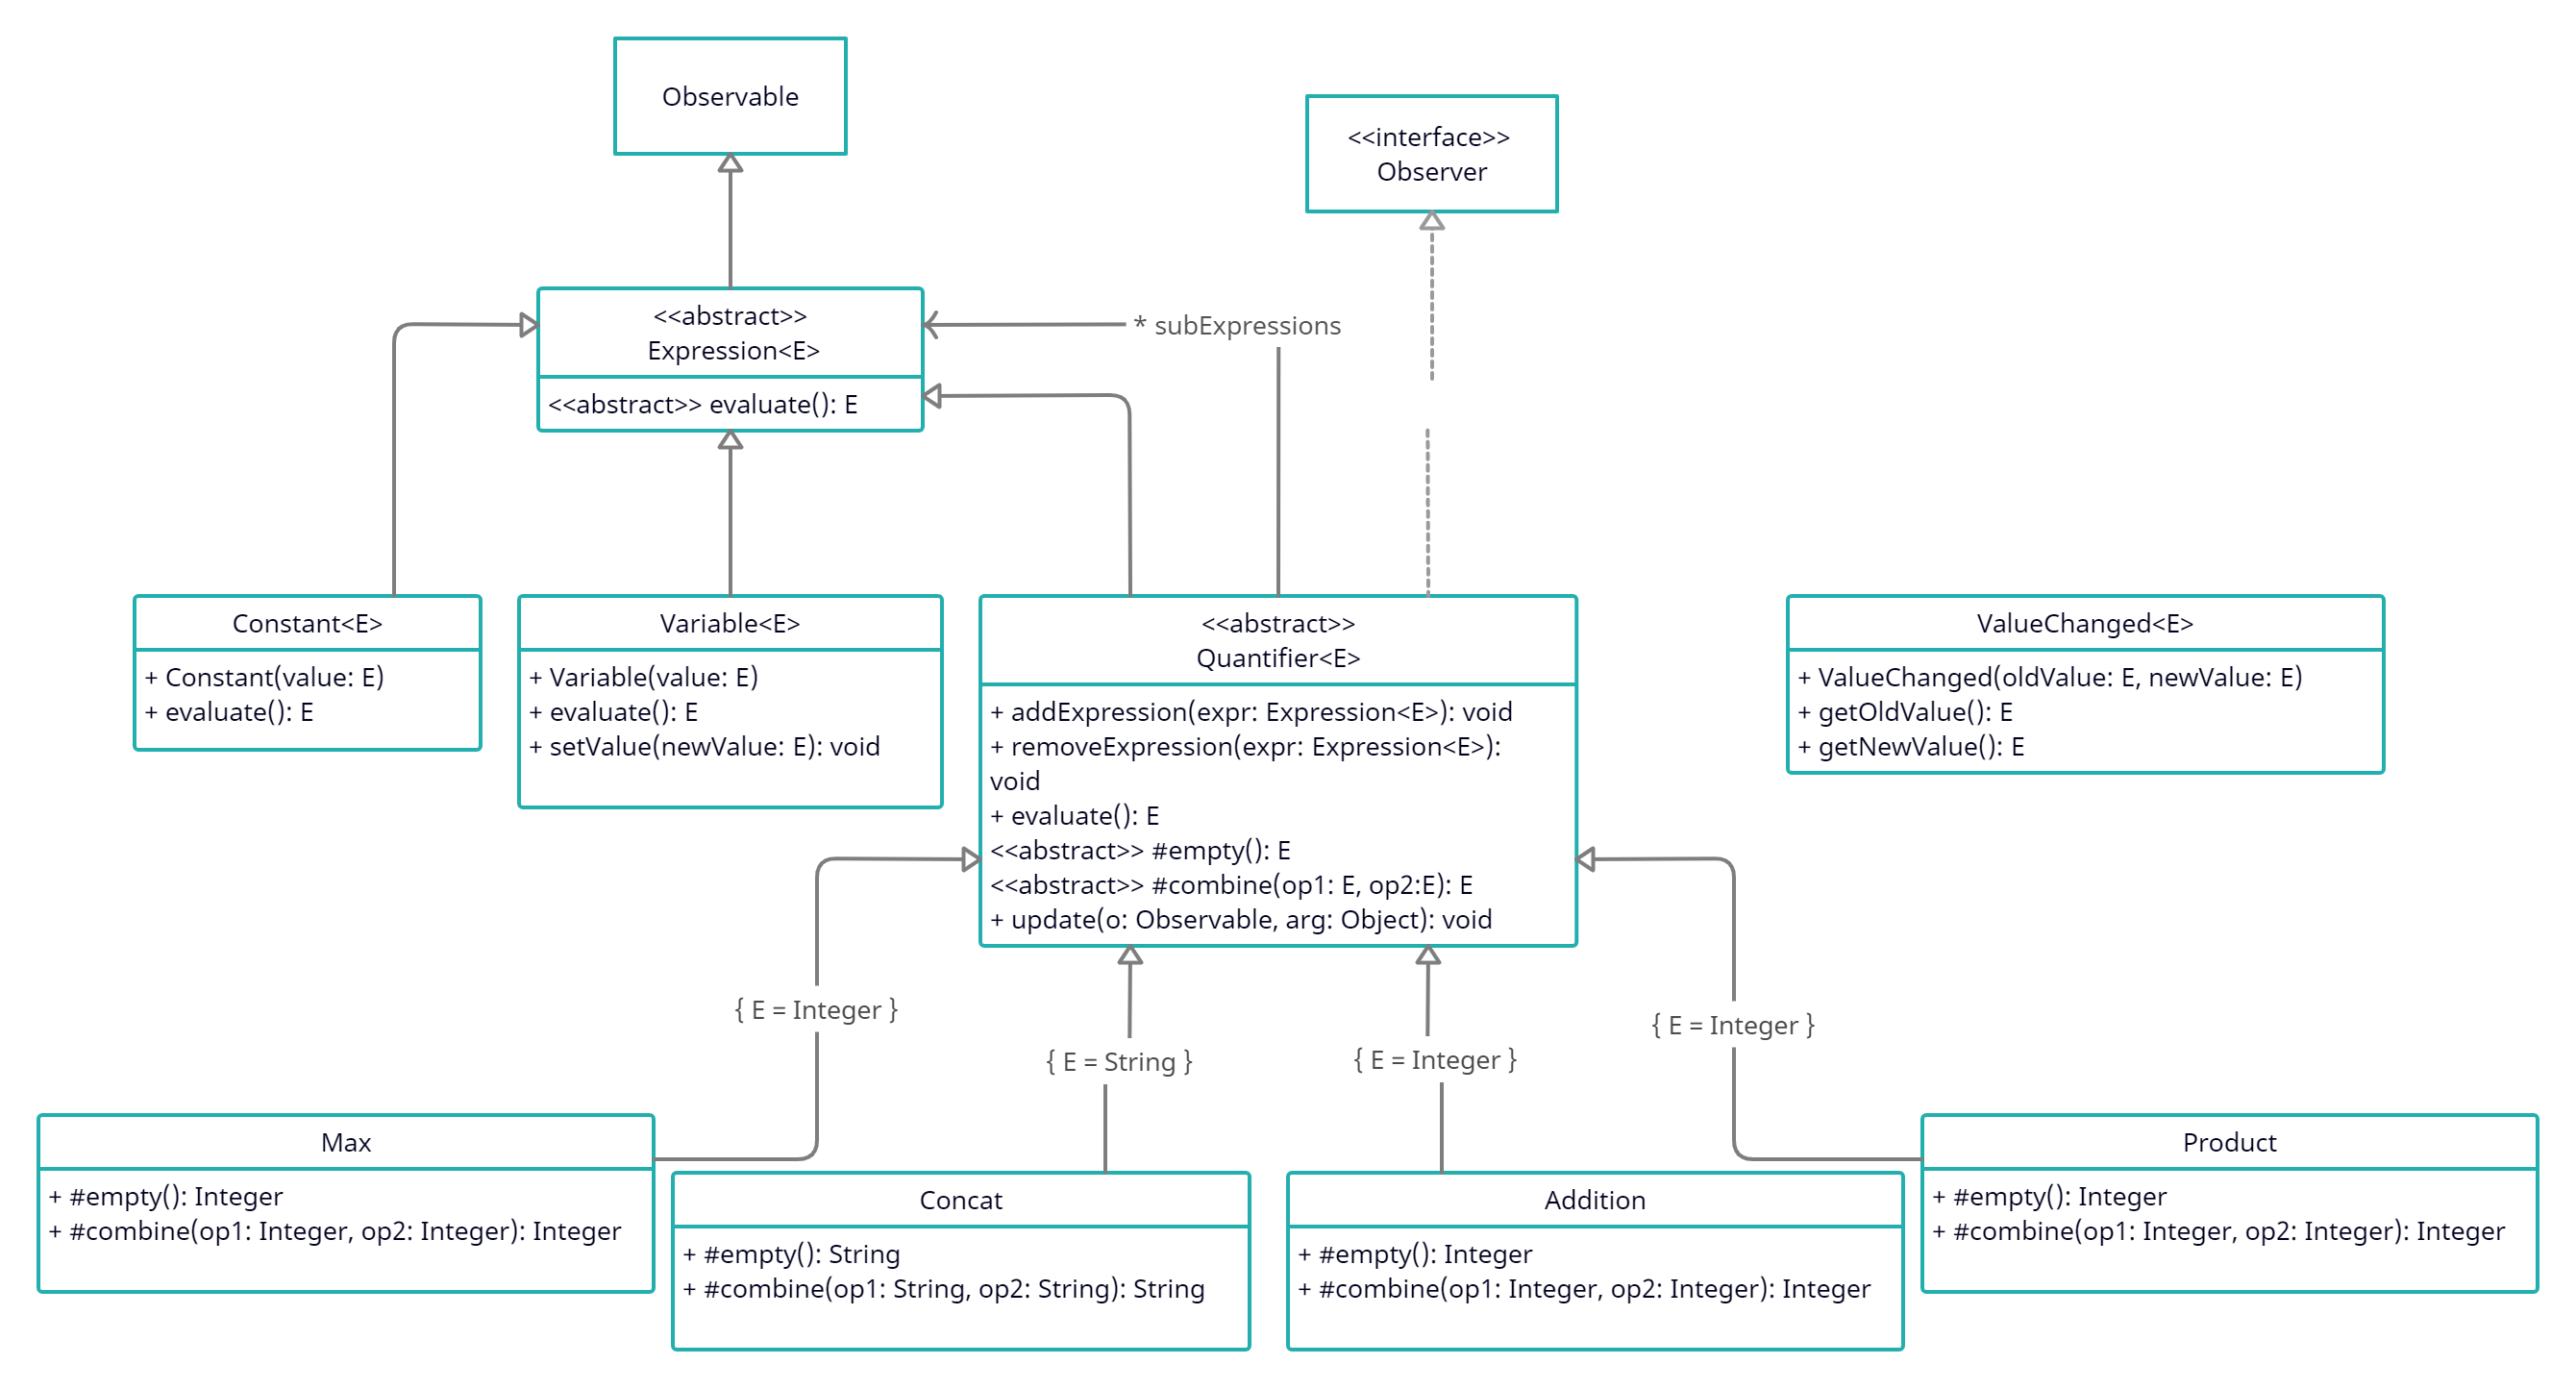 Observable
<<interface>>
Observer
<<abstract>>
Expression<E>
<<abstract>> evaluate(): E
* subExpressions
Constant<E>
+ Constant(value: E)
+ evaluate(): E
Variable<E>
+ Variable(value: E)
+ evaluate(): E
+ setValue(newValue: E): void
<<abstract>>
Quantifier<E>
+ addExpression(expr: Expression<E>): void
+ removeExpression(expr: Expression<E>):
void
+ evaluate(): E
<<abstract>> #empty(): E
<<abstract>> #combine(op1: E, op2:E): E
+ update(o: Observable, arg: Object): void
ValueChanged<E>
+ ValueChanged(oldValue: E, newValue: E)
+ getOldValue(): E
+ getNewValue(): E
{ E = Integer }
{ E = String }
{ E = Integer }
{ E = Integer }
Max
+ #empty(): Integer
+ #combine(op1: Integer, op2: Integer): Integer
Concat
+ #empty(): String
+ #combine(op1: String, op2: String): String
Addition
+ #empty(): Integer
+ #combine(op1: Integer, op2: Integer): Integer
Product
+ #empty(): Integer
+ #combine(op1: Integer, op2: Integer): Integer